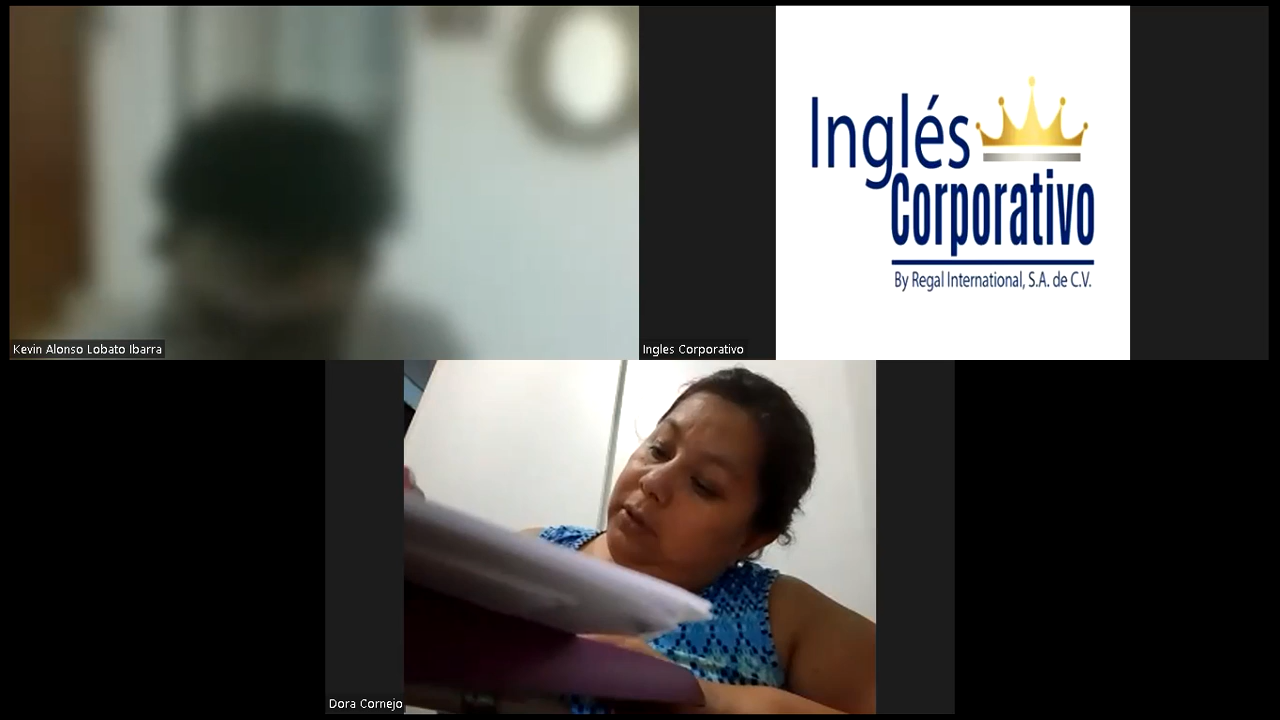 Inglés
Corporativo
By Regal International, S.A. de C.V.
Kevin Alonso Lobato Ibarra
Ingles Corporativo
Dora Cornejo